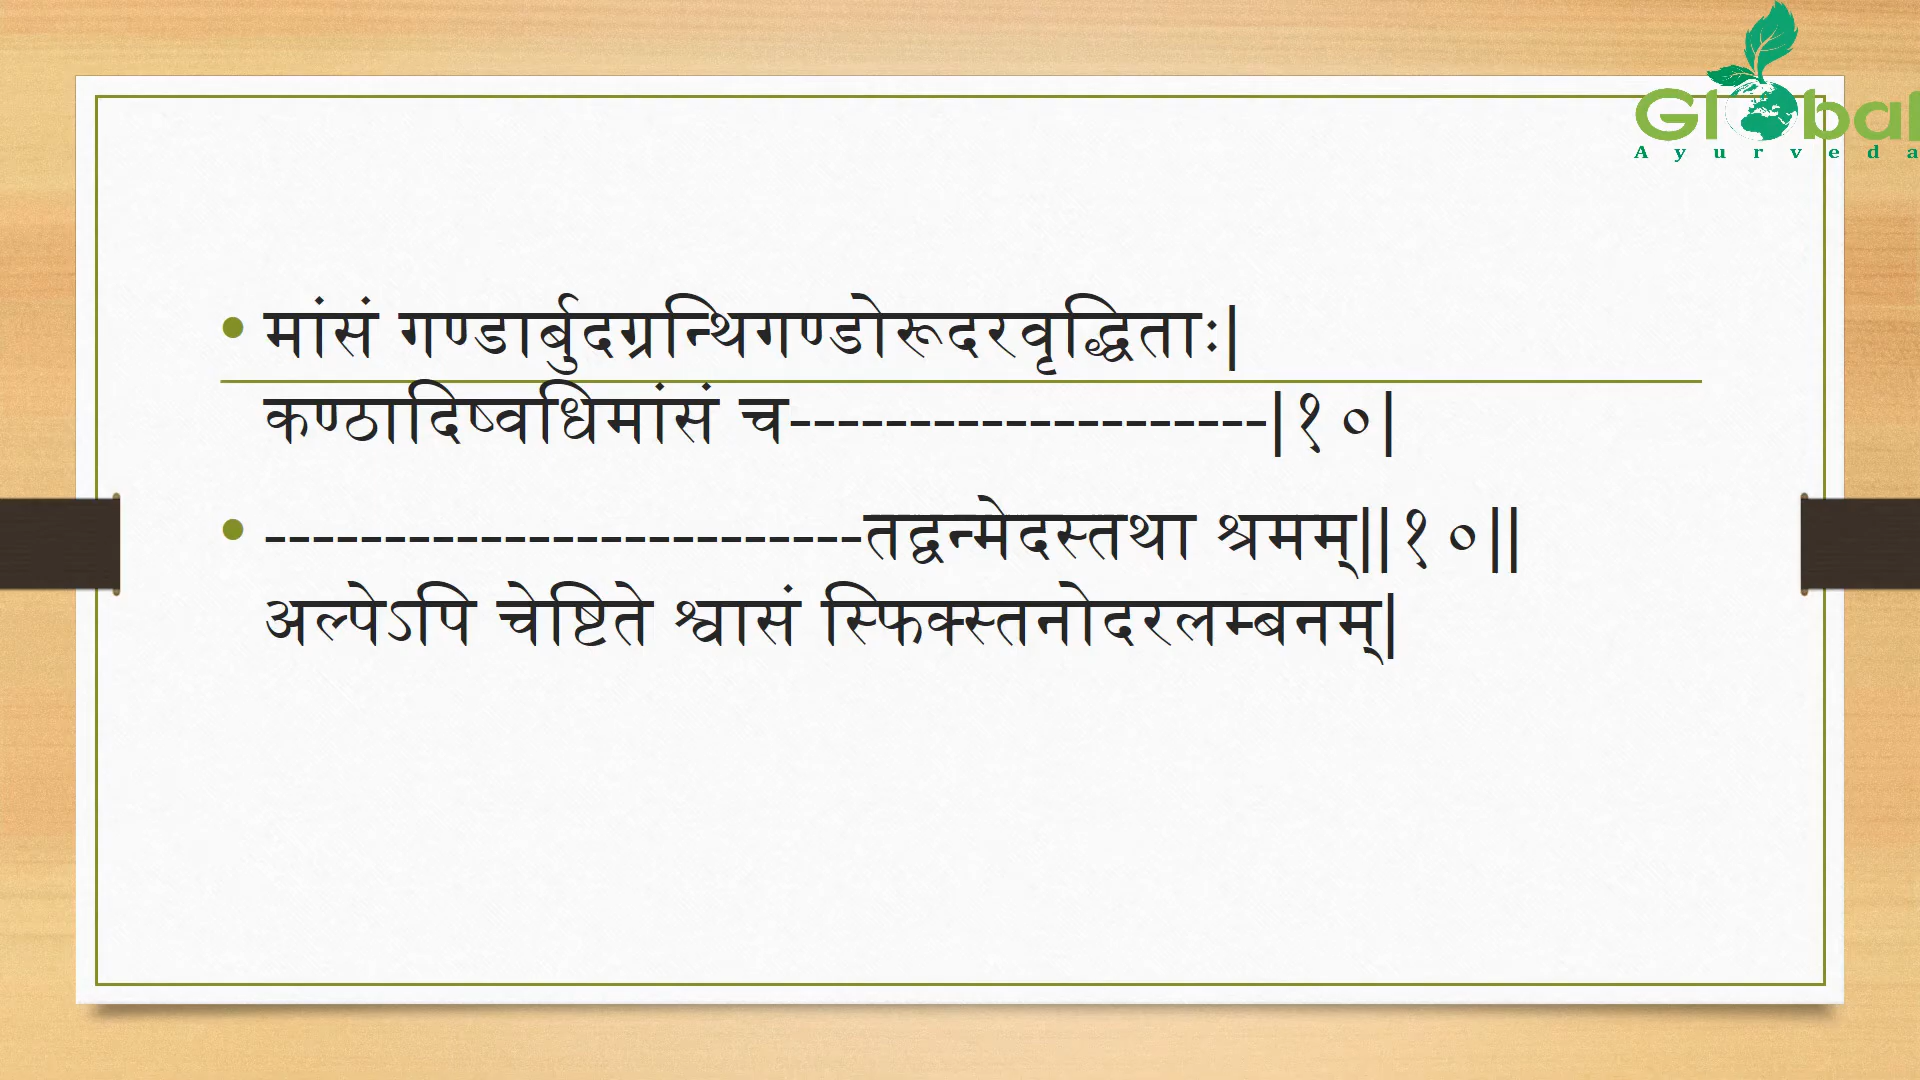 Global
Ayurveda
• मांसं गण्डार्बुदग्रन्थिगण्डोरूदरवृद्धिताः|
कण्ठादिष्वधिमांसं च--------------------|१०|
• -------------------------तद्वन्मेदस्तथा श्रमम्||१०||
अल्पेऽपि चेष्टिते श्वासं स्फिक्स्तनोदरलम्बनम्|